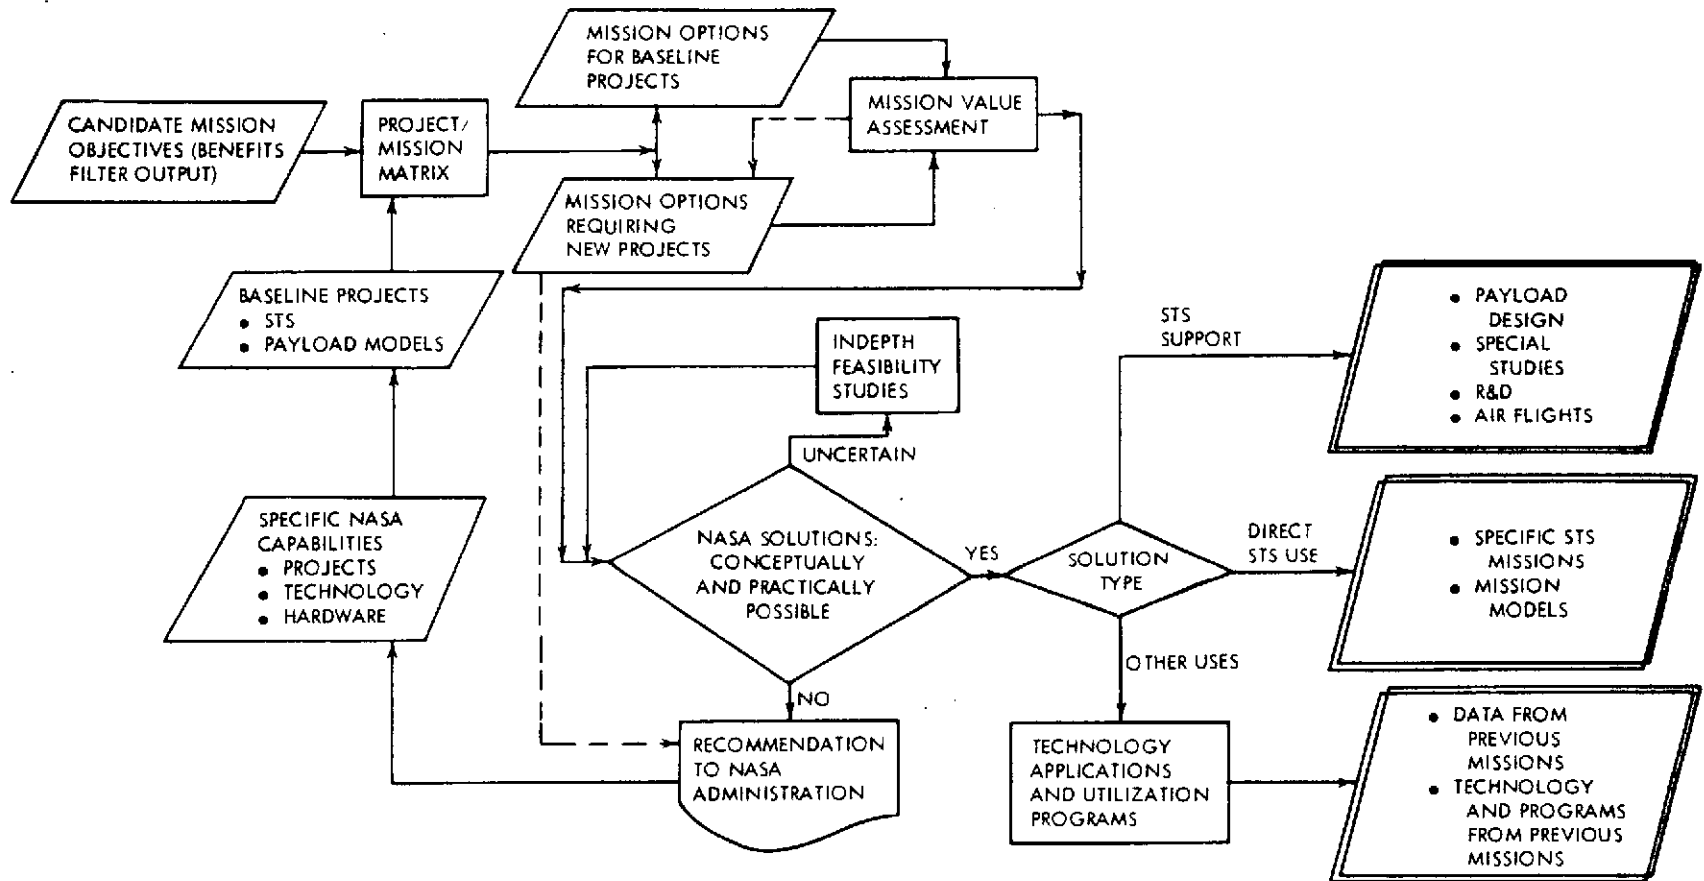 MISSION OPTIONS
FOR BASELINE
PROJECTS
CANDIDATE MISSION
OBJECTIVES (BENEFITS
FILTER OUTPUT)
PROJECT/
MISSION
MATRIX
MISSION VALUE
ASSESSMENT
MISSION OPTIONS
REQUIRING
NEW PROJECTS
BASELINE PROJECTS
• STS
• PAYLOAD MODELS
INDEPTH
FEASIBILITY
STUDIES
UNCERTAIN
SPECIFIC NASA
CAPABILITIES
• PROJECTS
• TECHNOLOGY
• HARDWARE
NASA SOLUTIONS:
CONCEPTUALLY
AND PRACTICALLY
POSSIBLE
YES
NO
RECOMMENDATION
TO NASA
ADMINISTRATION
SOLUTION
TYPE
STS
SUPPORT
• PAYLOAD
DESIGN
• SPECIAL
STUDIES
• R&D
• AIR FLIGHTS
DIRECT
STS USE
• SPECIFIC STS
MISSIONS
• MISSION
MODELS
OTHER USES
TECHNOLOGY
APPLICATIONS
AND UTILIZATION
PROGRAMS
• DATA FROM
PREVIOUS
MISSIONS
• TECHNOLOGY
AND PROGRAMS
FROM PREVIOUS
MISSIONS